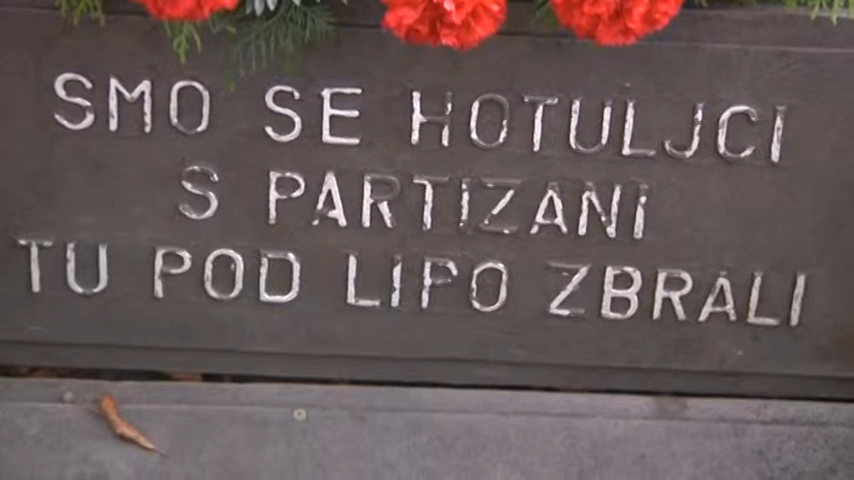 SMO SE HOTULJCI
S PARTIZANI
TU POD LIPO ZBRALI